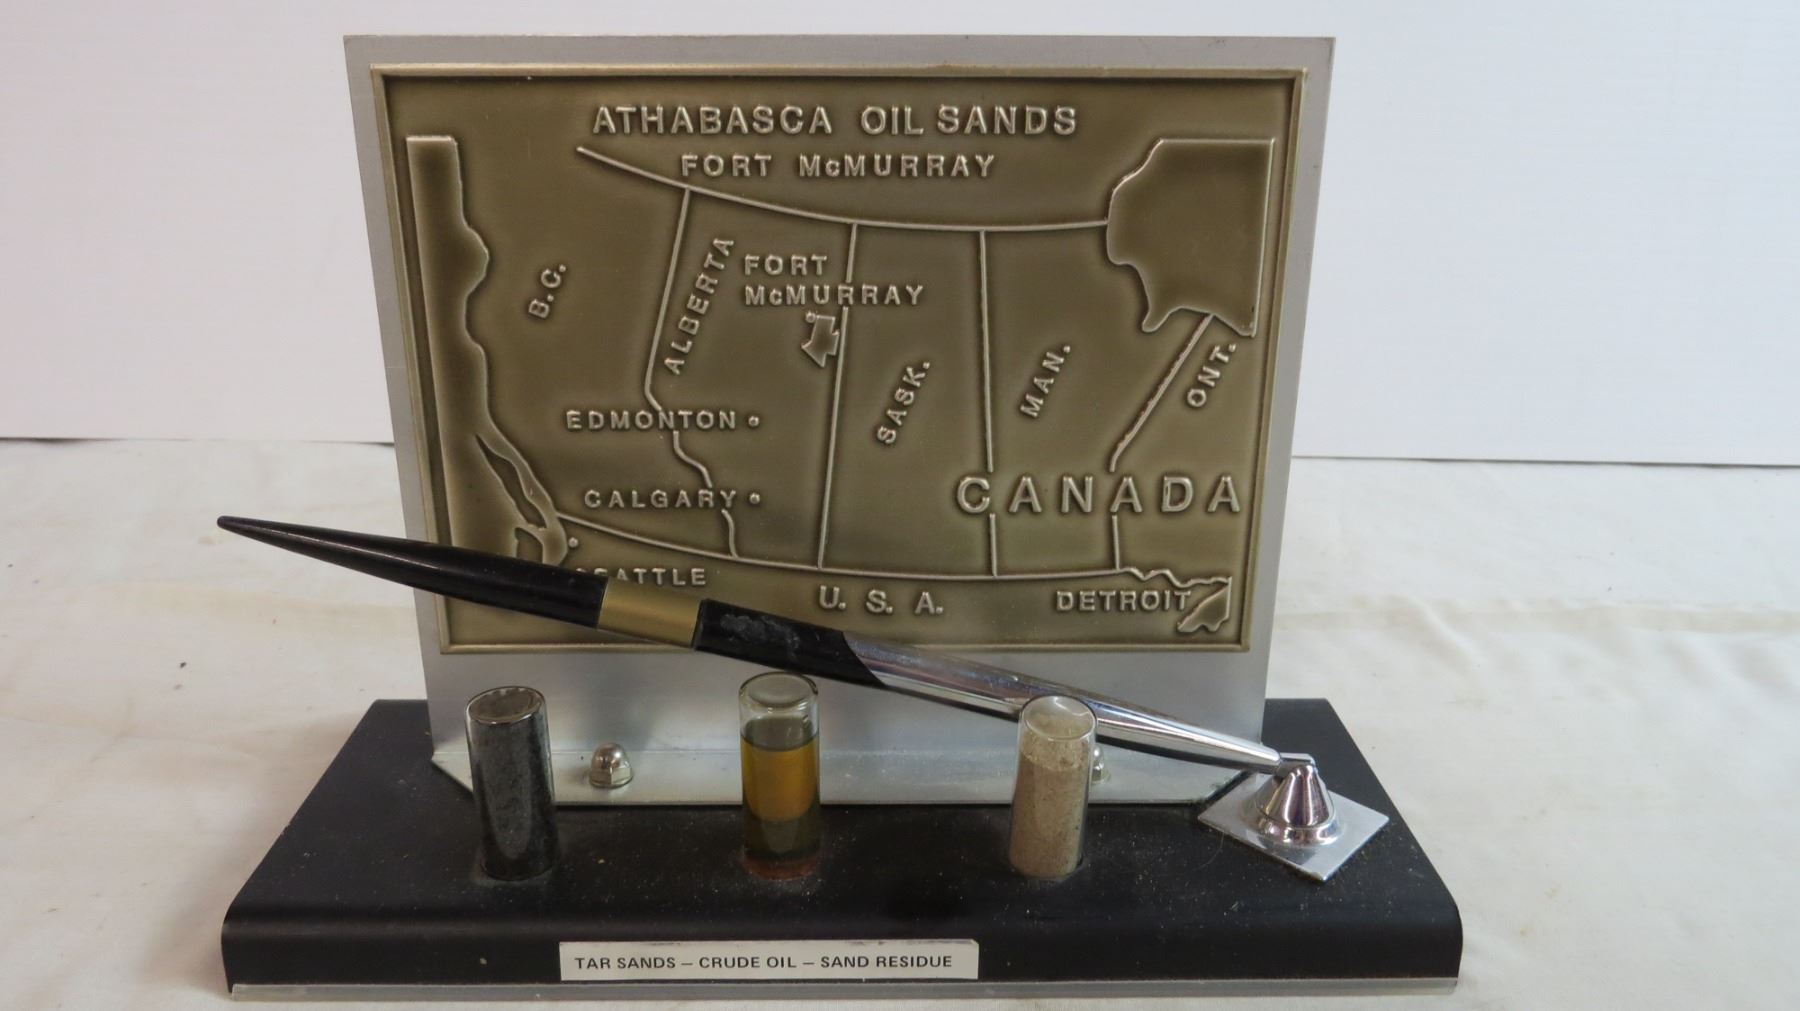 ATHABASCA OIL SANDS
FORT McMURRAY
B.C.
ALBERTA
FORT
McMURRAY
SASK.
MAN.
ONT.
EDMONTON
CALGARY
CANADA
SEATTLE
U. S. A.
DETROIT
TAR SANDS – CRUDE OIL – SAND RESIDUE